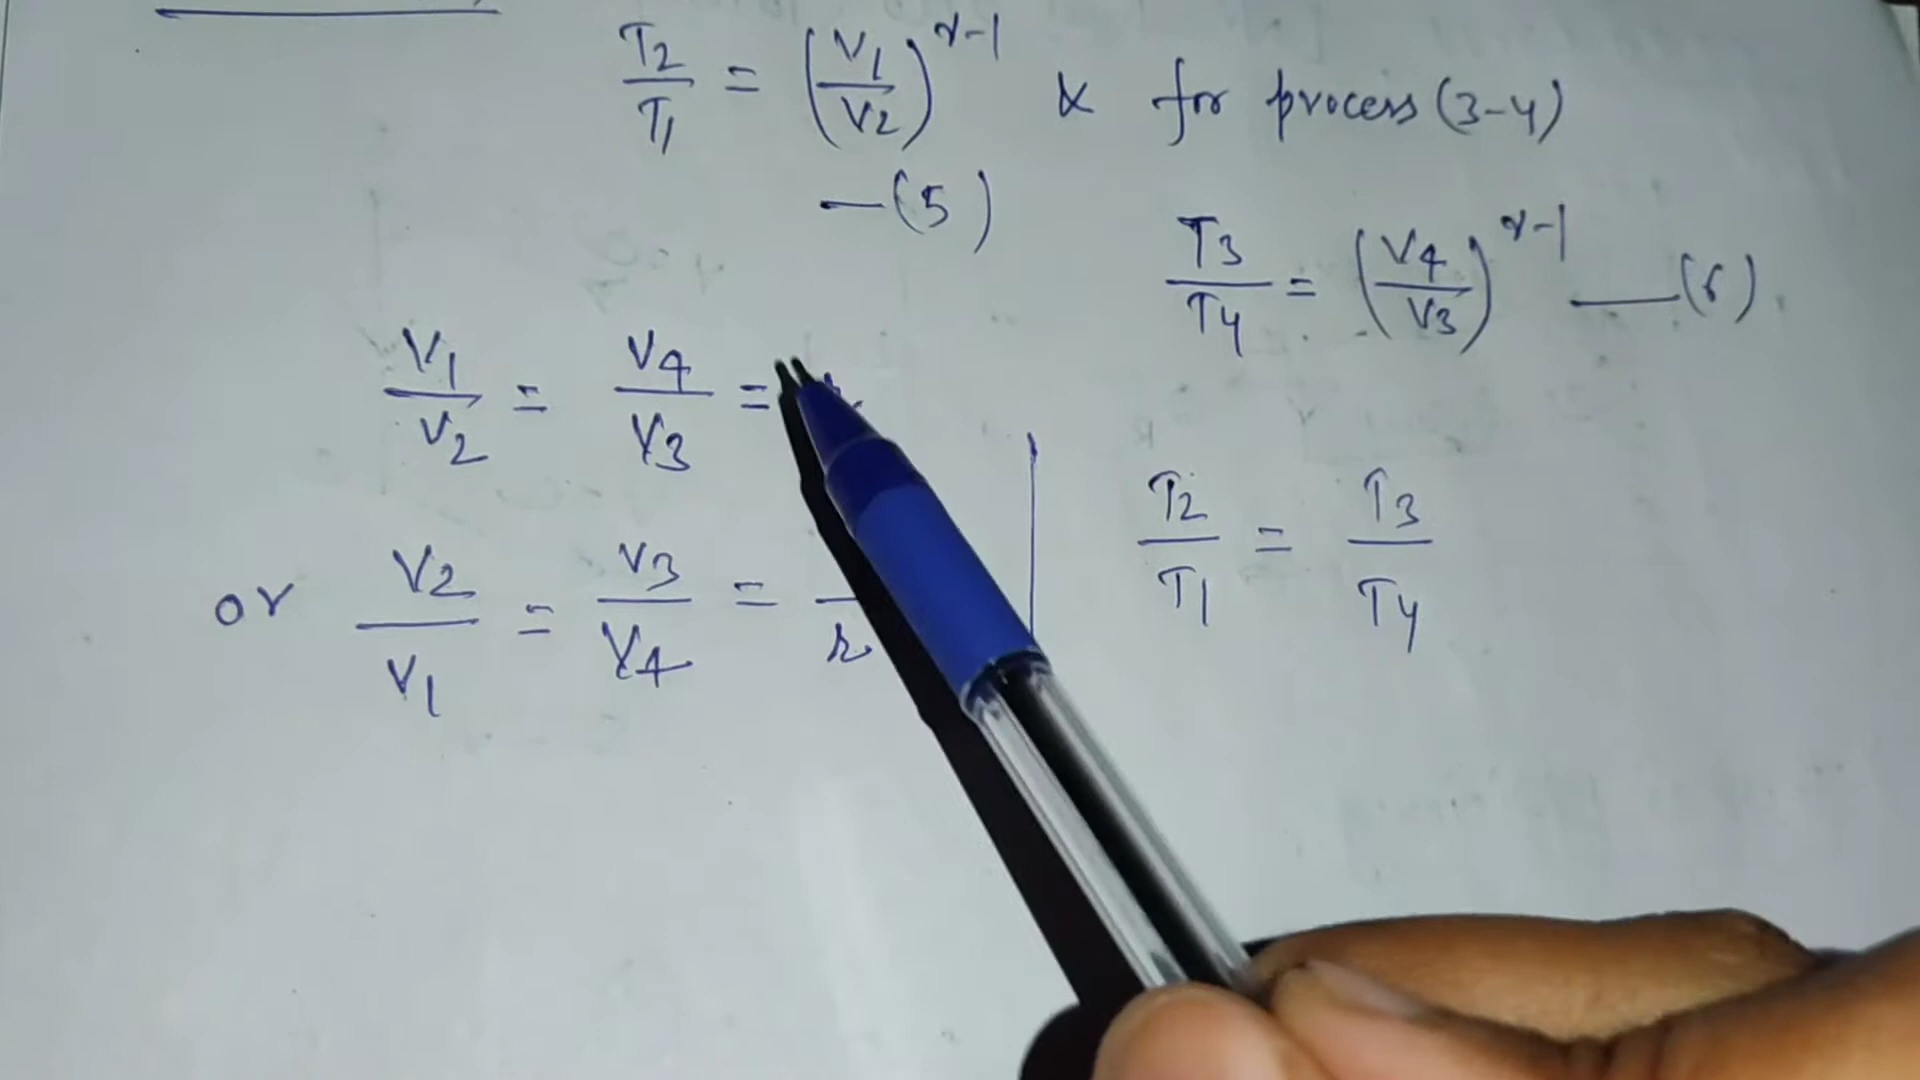 T2/T1 = (V1/V2)^γ-1 & for process (3-4)
—(5)
T3/T4 = (V4/V3)^γ-1 —(6)
V1/V2 = V4/V3 =
or V2/V1 = V3/V4 = /r
T2/T1 = T3/T4